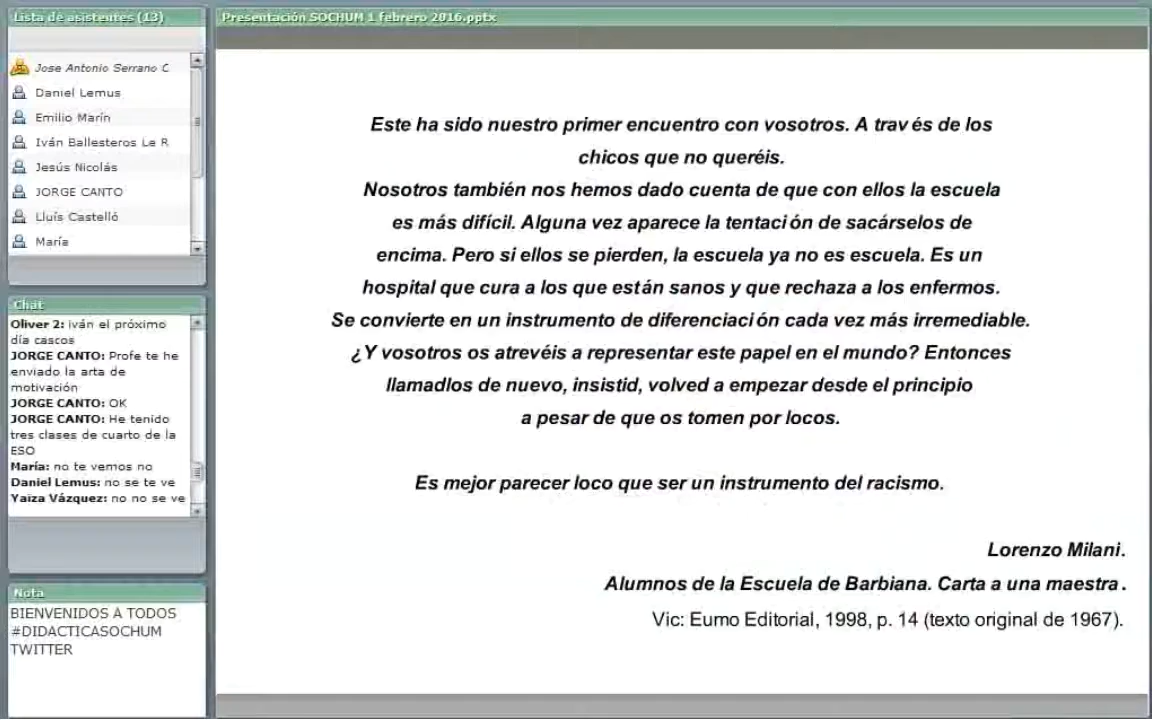 Lista de asistentes (13)
Jose Antonio Serrano C
Daniel Lemus
Emilio Marín
Iván Ballesteros Le R
Jesús Nicolás
JORGE CANTO
Lluís Castelló
María
Chat
Oliver 2: iván el próximo
día cascos
JORGE CANTO: Profe te he
enviado la arta de
motivación
JORGE CANTO: OK
JORGE CANTO: He tenido
tres clases de cuarto de la
ESO
María: no te vemos no
Daniel Lemus: no se te ve
Yaiza Vázquez: no no se ve
Nota
BIENVENIDOS A TODOS
#DIDACTICASOCHUM
TWITTER
Presentación SOCHUM 1 febrero 2016.pptx
Este ha sido nuestro primer encuentro con vosotros. A través de los
chicos que no queréis.
Nosotros también nos hemos dado cuenta de que con ellos la escuela
es más difícil. Alguna vez aparece la tentación de sacárselos de
encima. Pero si ellos se pierden, la escuela ya no es escuela. Es un
hospital que cura a los que están sanos y que rechaza a los enfermos.
Se convierte en un instrumento de diferenciación cada vez más irremediable.
¿Y vosotros os atrevéis a representar este papel en el mundo? Entonces
llamadlos de nuevo, insistid, volved a empezar desde el principio
a pesar de que os tomen por locos.
Es mejor parecer loco que ser un instrumento del racismo.
Lorenzo Milani.
Alumnos de la Escuela de Barbiana. Carta a una maestra.
Vic: Eumo Editorial, 1998, p. 14 (texto original de 1967).